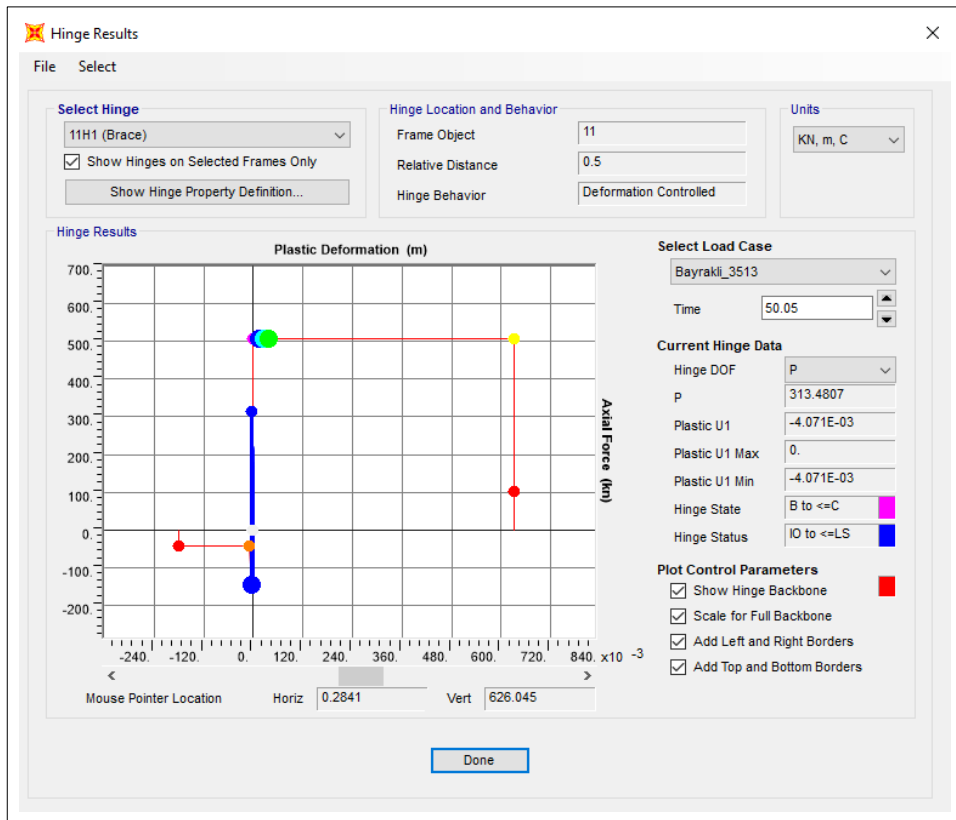 Hinge Results
File Select
Select Hinge
11H1 (Brace)
Show Hinges on Selected Frames Only
Show Hinge Property Definition...
Hinge Location and Behavior
Frame Object 11
Relative Distance 0.5
Hinge Behavior Deformation Controlled
Units
KN, m, C
Hinge Results
Plastic Deformation (m)
700.
600.
500.
400.
300.
200.
100.
0.
-100.
-200.
Axial Force (kn)
-240. -120. 0. 120. 240. 360. 480. 600. 720. 840. x10 -3
Mouse Pointer Location Horiz 0.2841 Vert 626.045
Select Load Case
Bayrakli_3513
Time 50.05
Current Hinge Data
Hinge DOF P
P 313.4807
Plastic U1 -4.071E-03
Plastic U1 Max 0.
Plastic U1 Min -4.071E-03
Hinge State B to <=C
Hinge Status IO to <=LS
Plot Control Parameters
Show Hinge Backbone
Scale for Full Backbone
Add Left and Right Borders
Add Top and Bottom Borders
Done